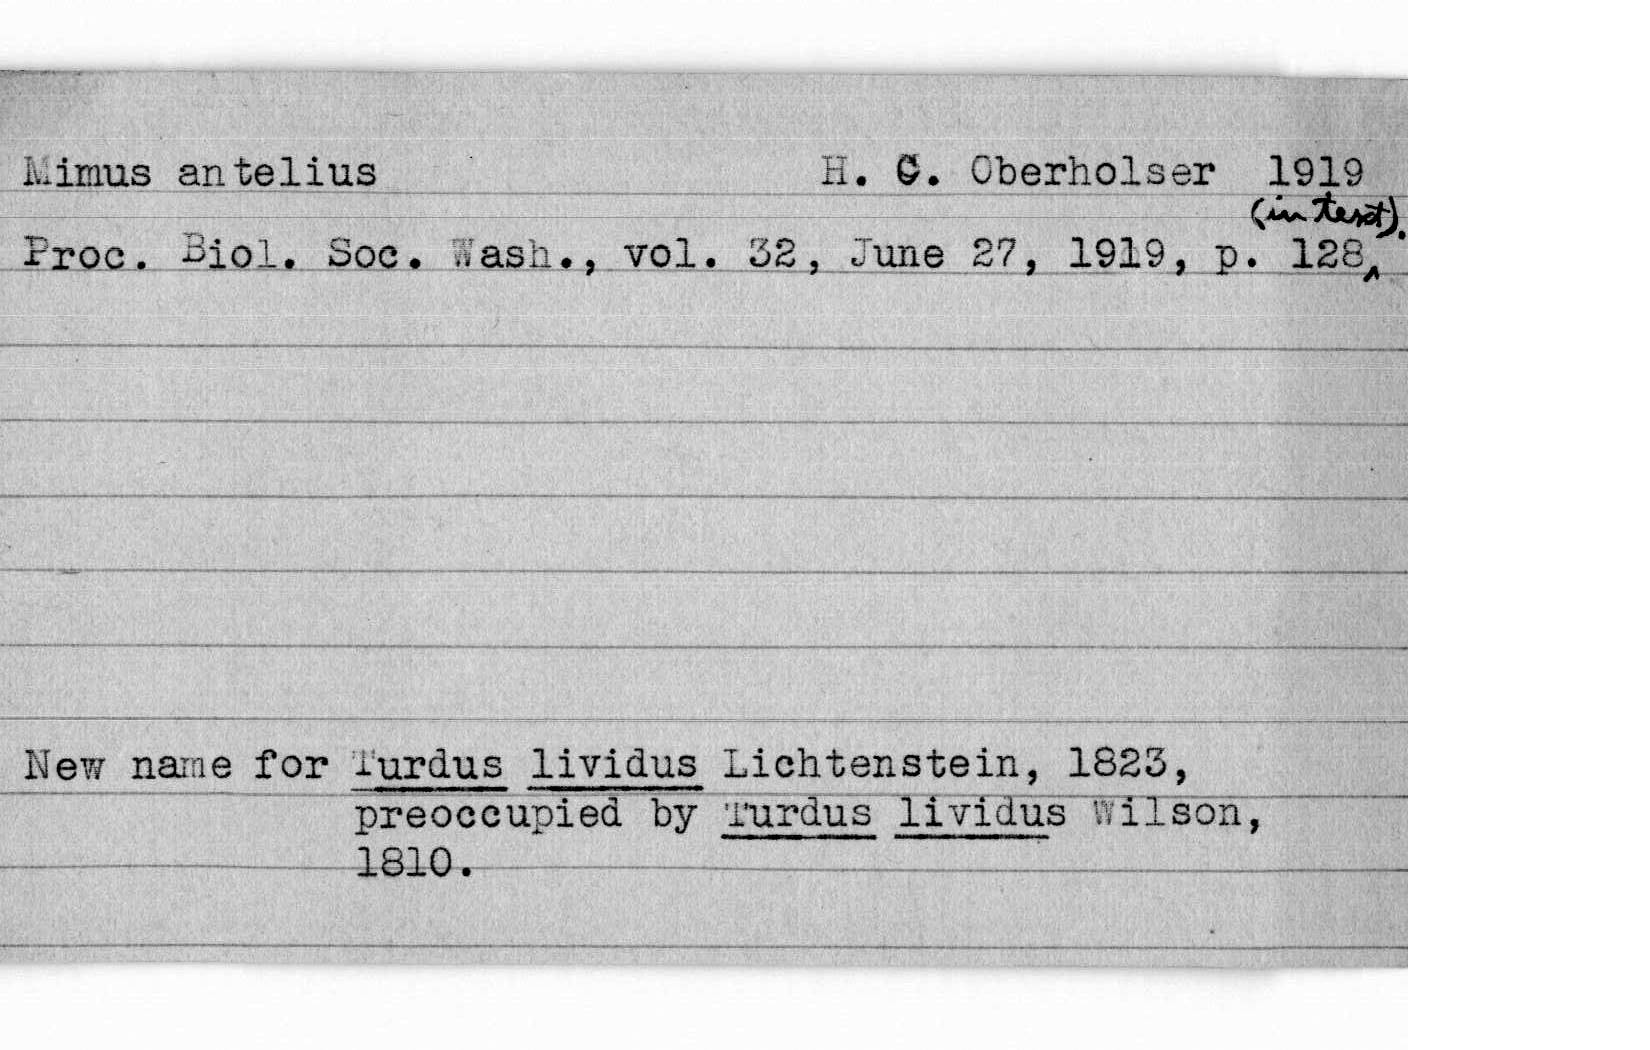 Mimus antelius H. C. Oberholser 1919
(in text).
Proc. Biol. Soc. Wash., vol. 32, June 27, 1919, p. 128^
New name for Turdus lividus Lichtenstein, 1823,
preoccupied by Turdus lividus Wilson,
1810.